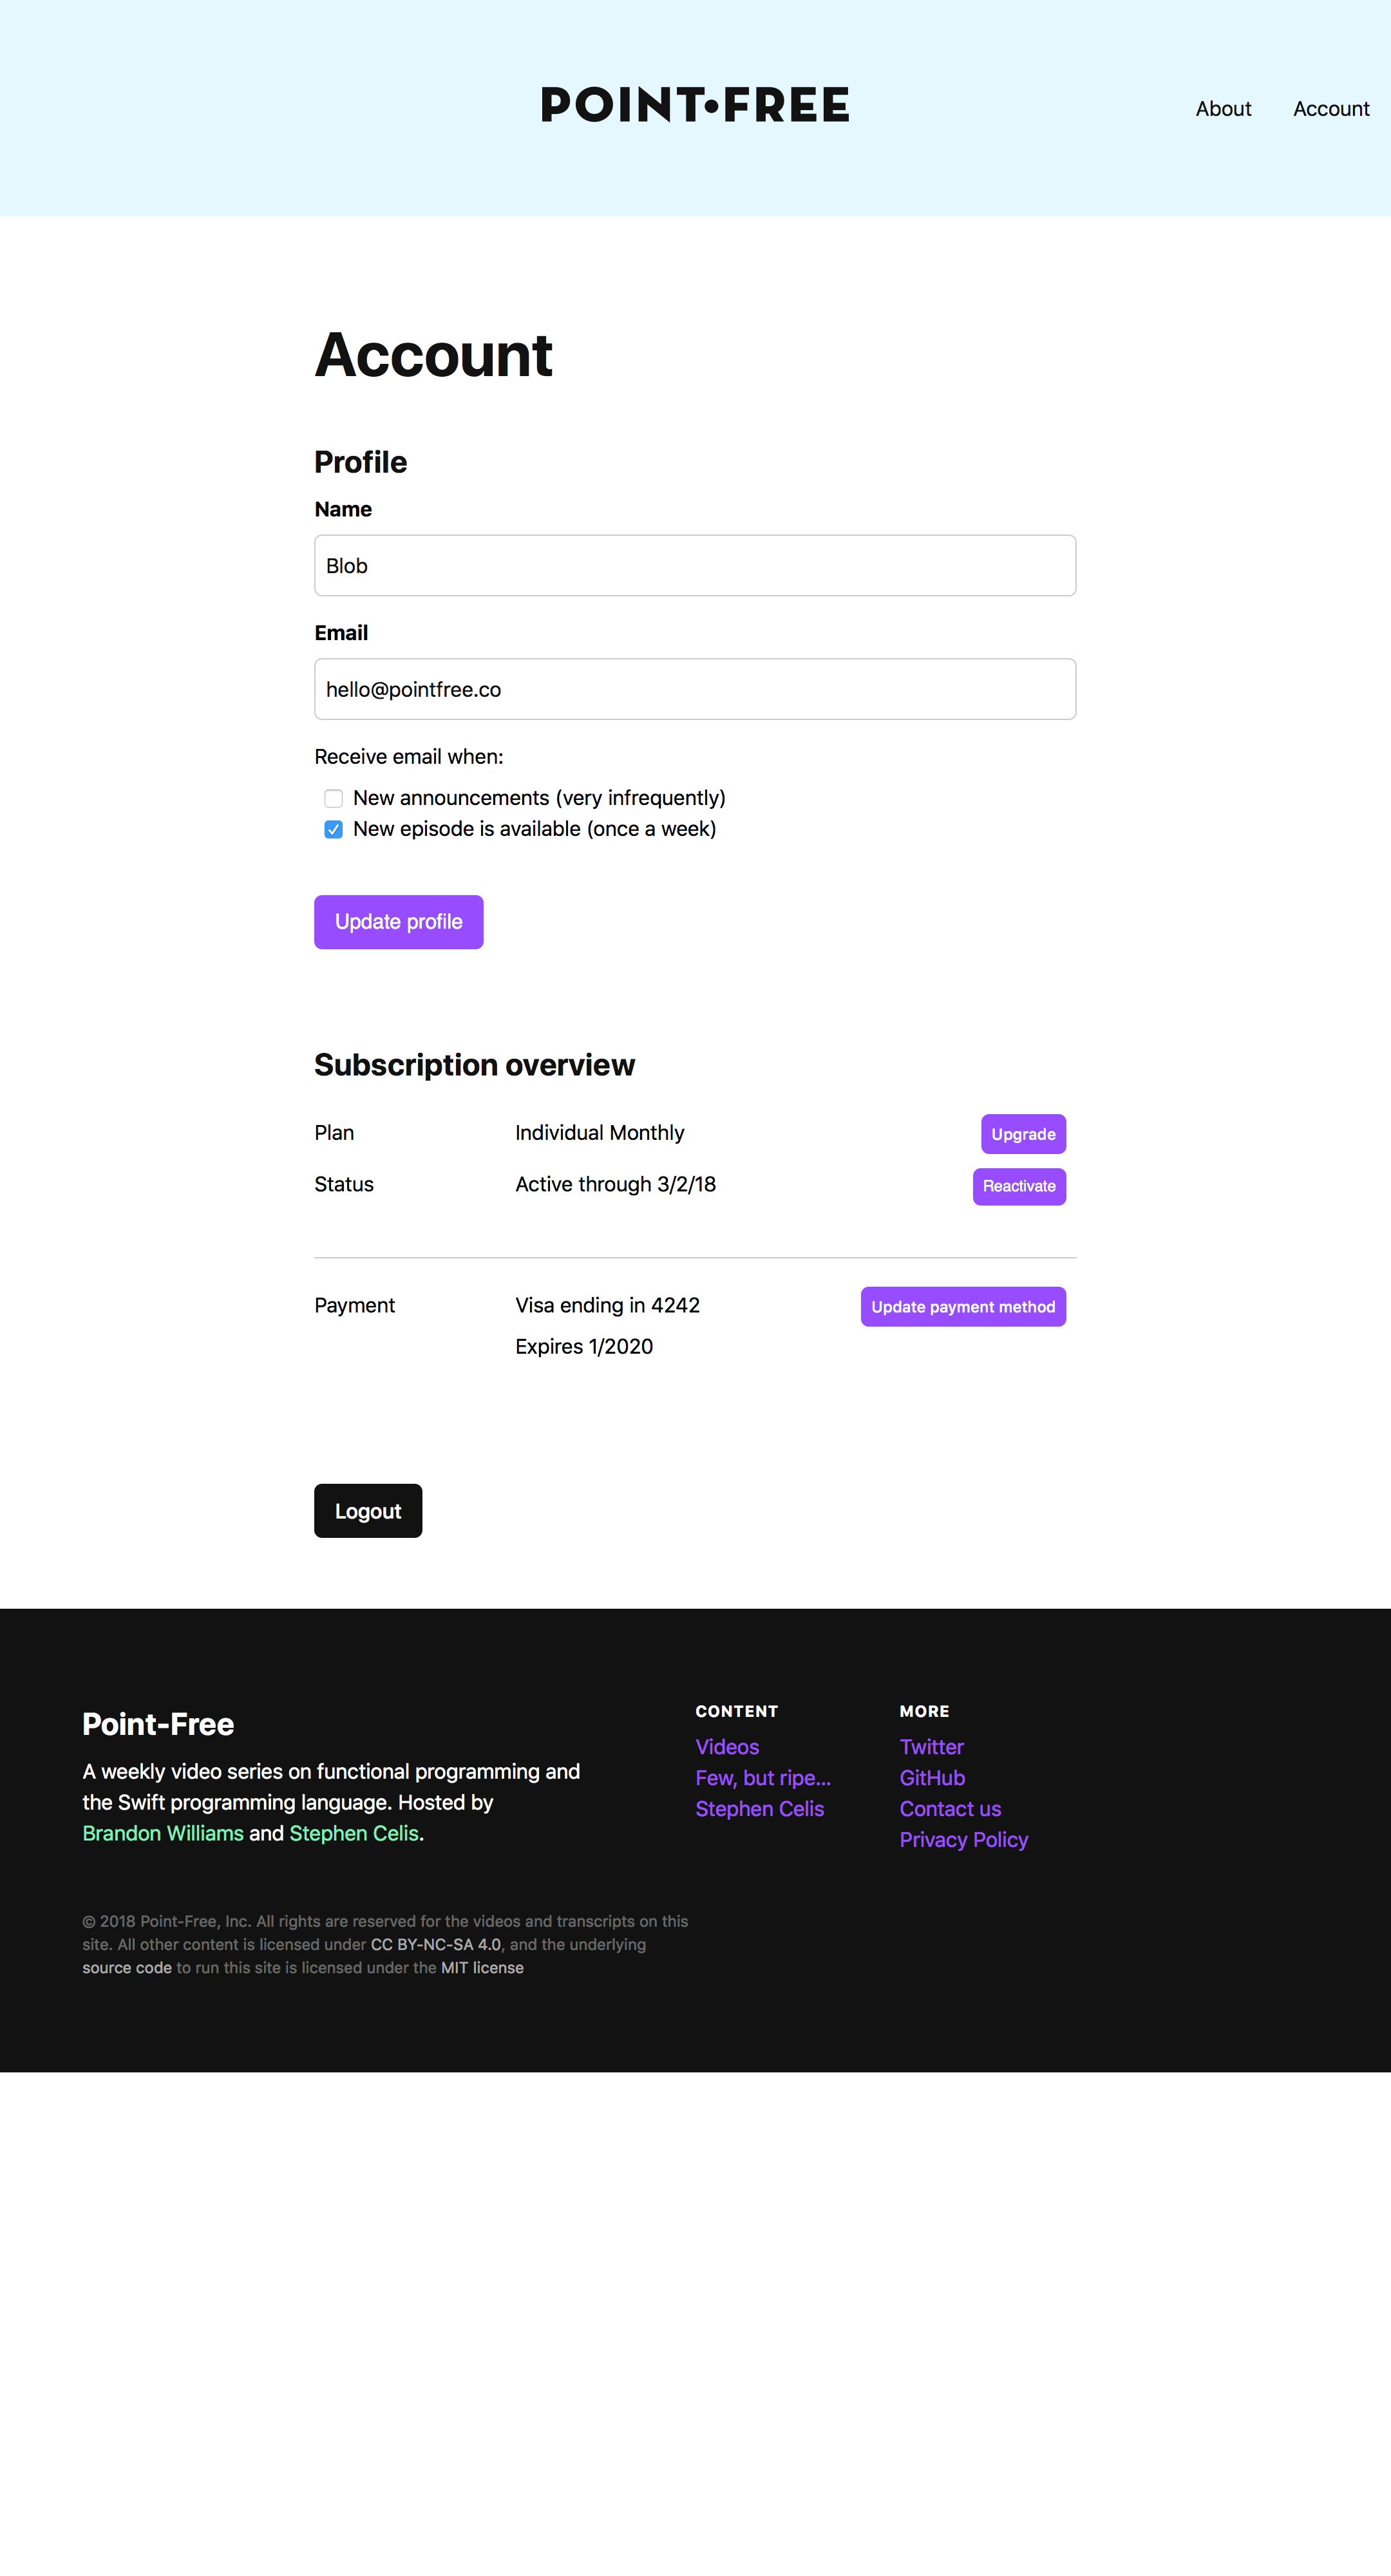 POINT•FREE
About Account
Account
Profile
Name
Blob
Email
hello@pointfree.co
Receive email when:
New announcements (very infrequently)
New episode is available (once a week)
Update profile
Subscription overview
Plan Individual Monthly Upgrade
Status Active through 3/2/18 Reactivate
Payment Visa ending in 4242 Update payment method
Expires 1/2020
Logout
Point-Free
A weekly video series on functional programming and
the Swift programming language. Hosted by
Brandon Williams and Stephen Celis.
CONTENT
Videos
Few, but ripe...
Stephen Celis
MORE
Twitter
GitHub
Contact us
Privacy Policy
© 2018 Point-Free, Inc. All rights are reserved for the videos and transcripts on this
site. All other content is licensed under CC BY-NC-SA 4.0, and the underlying
source code to run this site is licensed under the MIT license